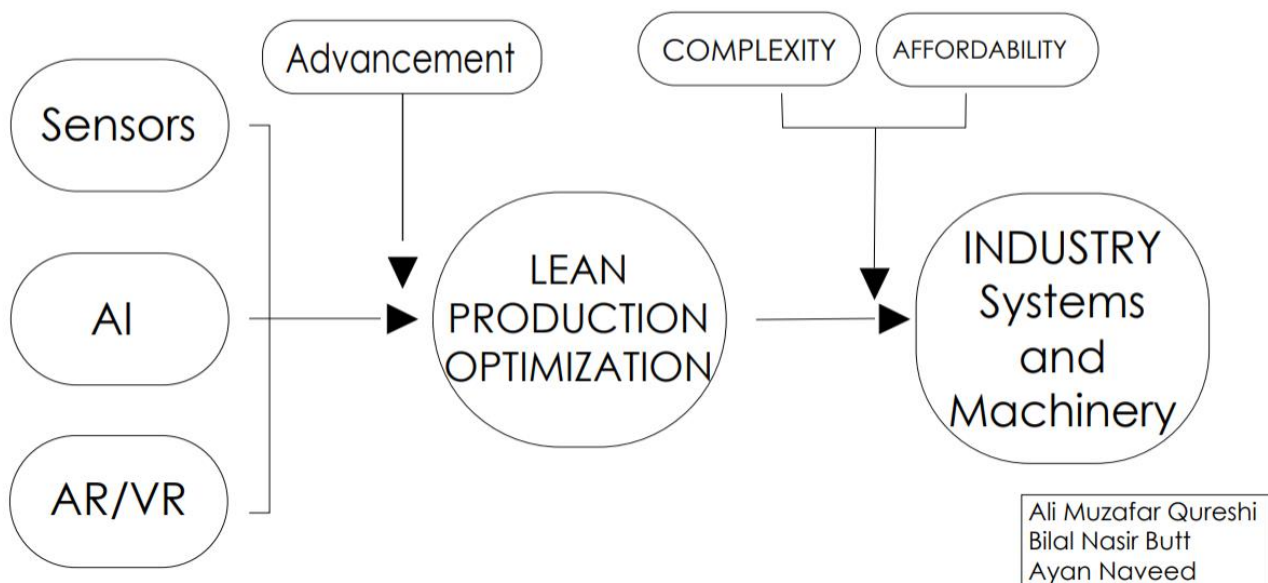 Advancement
COMPLEXITY
AFFORDABILITY
Sensors
AI
AR/VR
LEAN
PRODUCTION
OPTIMIZATION
INDUSTRY
Systems
and
Machinery
Ali Muzafar Qureshi
Bilal Nasir Butt
Ayan Naveed